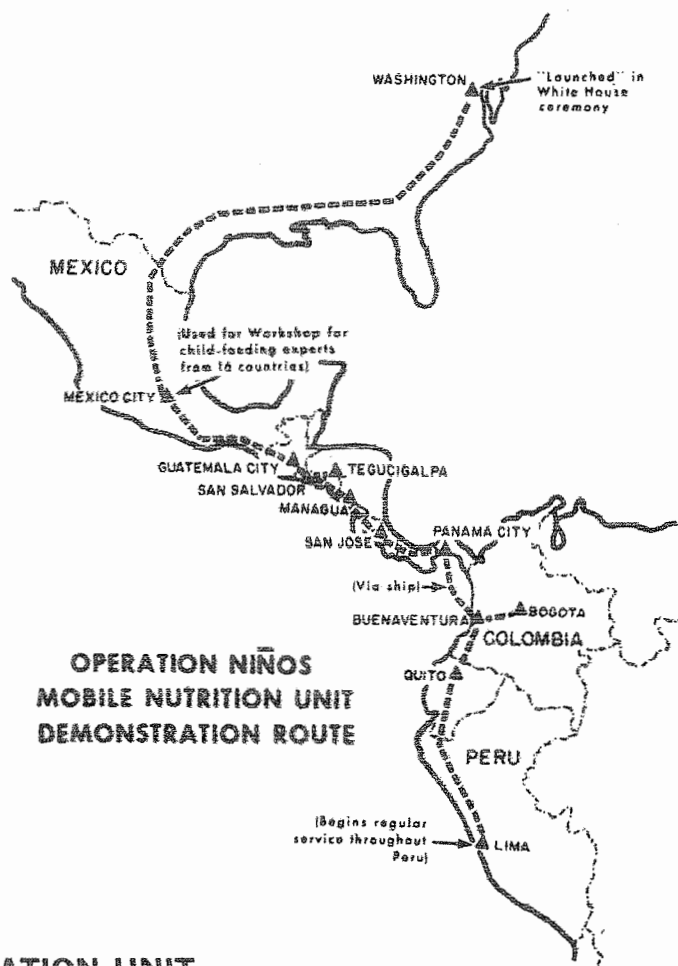 WASHINGTON
"Launched" in
White House
ceremony
MEXICO
(Used for Workshop for
child-feeding experts
from 16 countries)
MEXICO CITY
GUATEMALA CITY
TEGUCIGALPA
SAN SALVADOR
MANAGUA
SAN JOSE
PANAMA CITY
(Via ship)
BUENAVENTURA
BOGOTA
COLOMBIA
OPERATION NIÑOS
MOBILE NUTRITION UNIT
DEMONSTRATION ROUTE
QUITO
PERU
(Begins regular
service throughout
Peru)
LIMA
UNIT